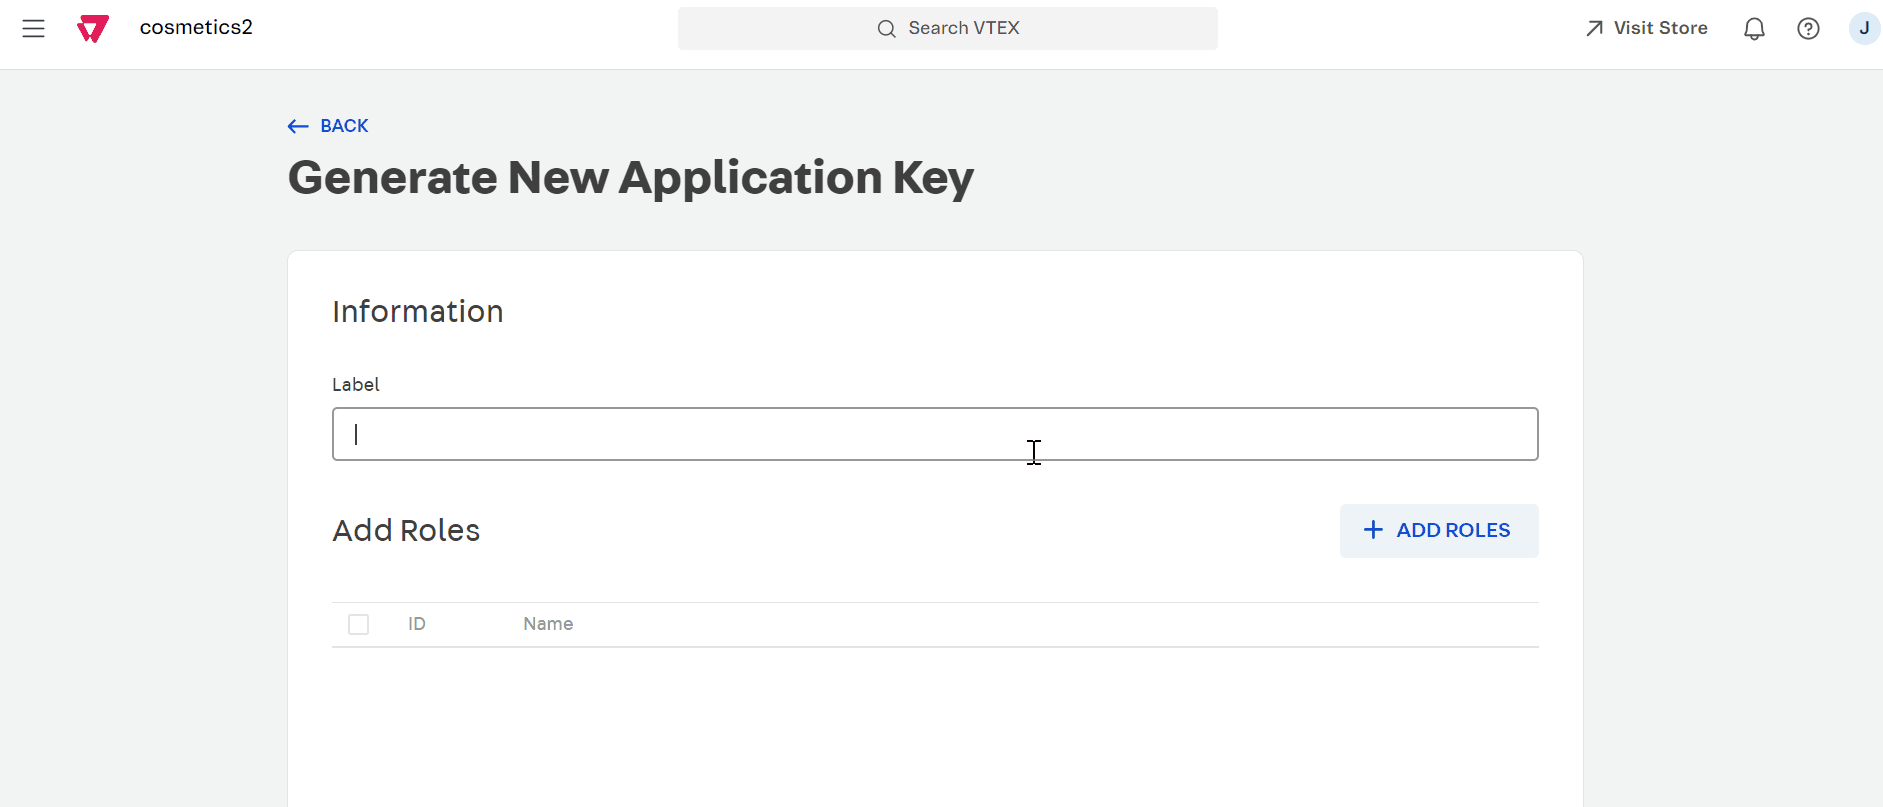 cosmetics2
Search VTEX
Visit Store
J
BACK
Generate New Application Key
Information
Label
Add Roles
ADD ROLES
ID Name